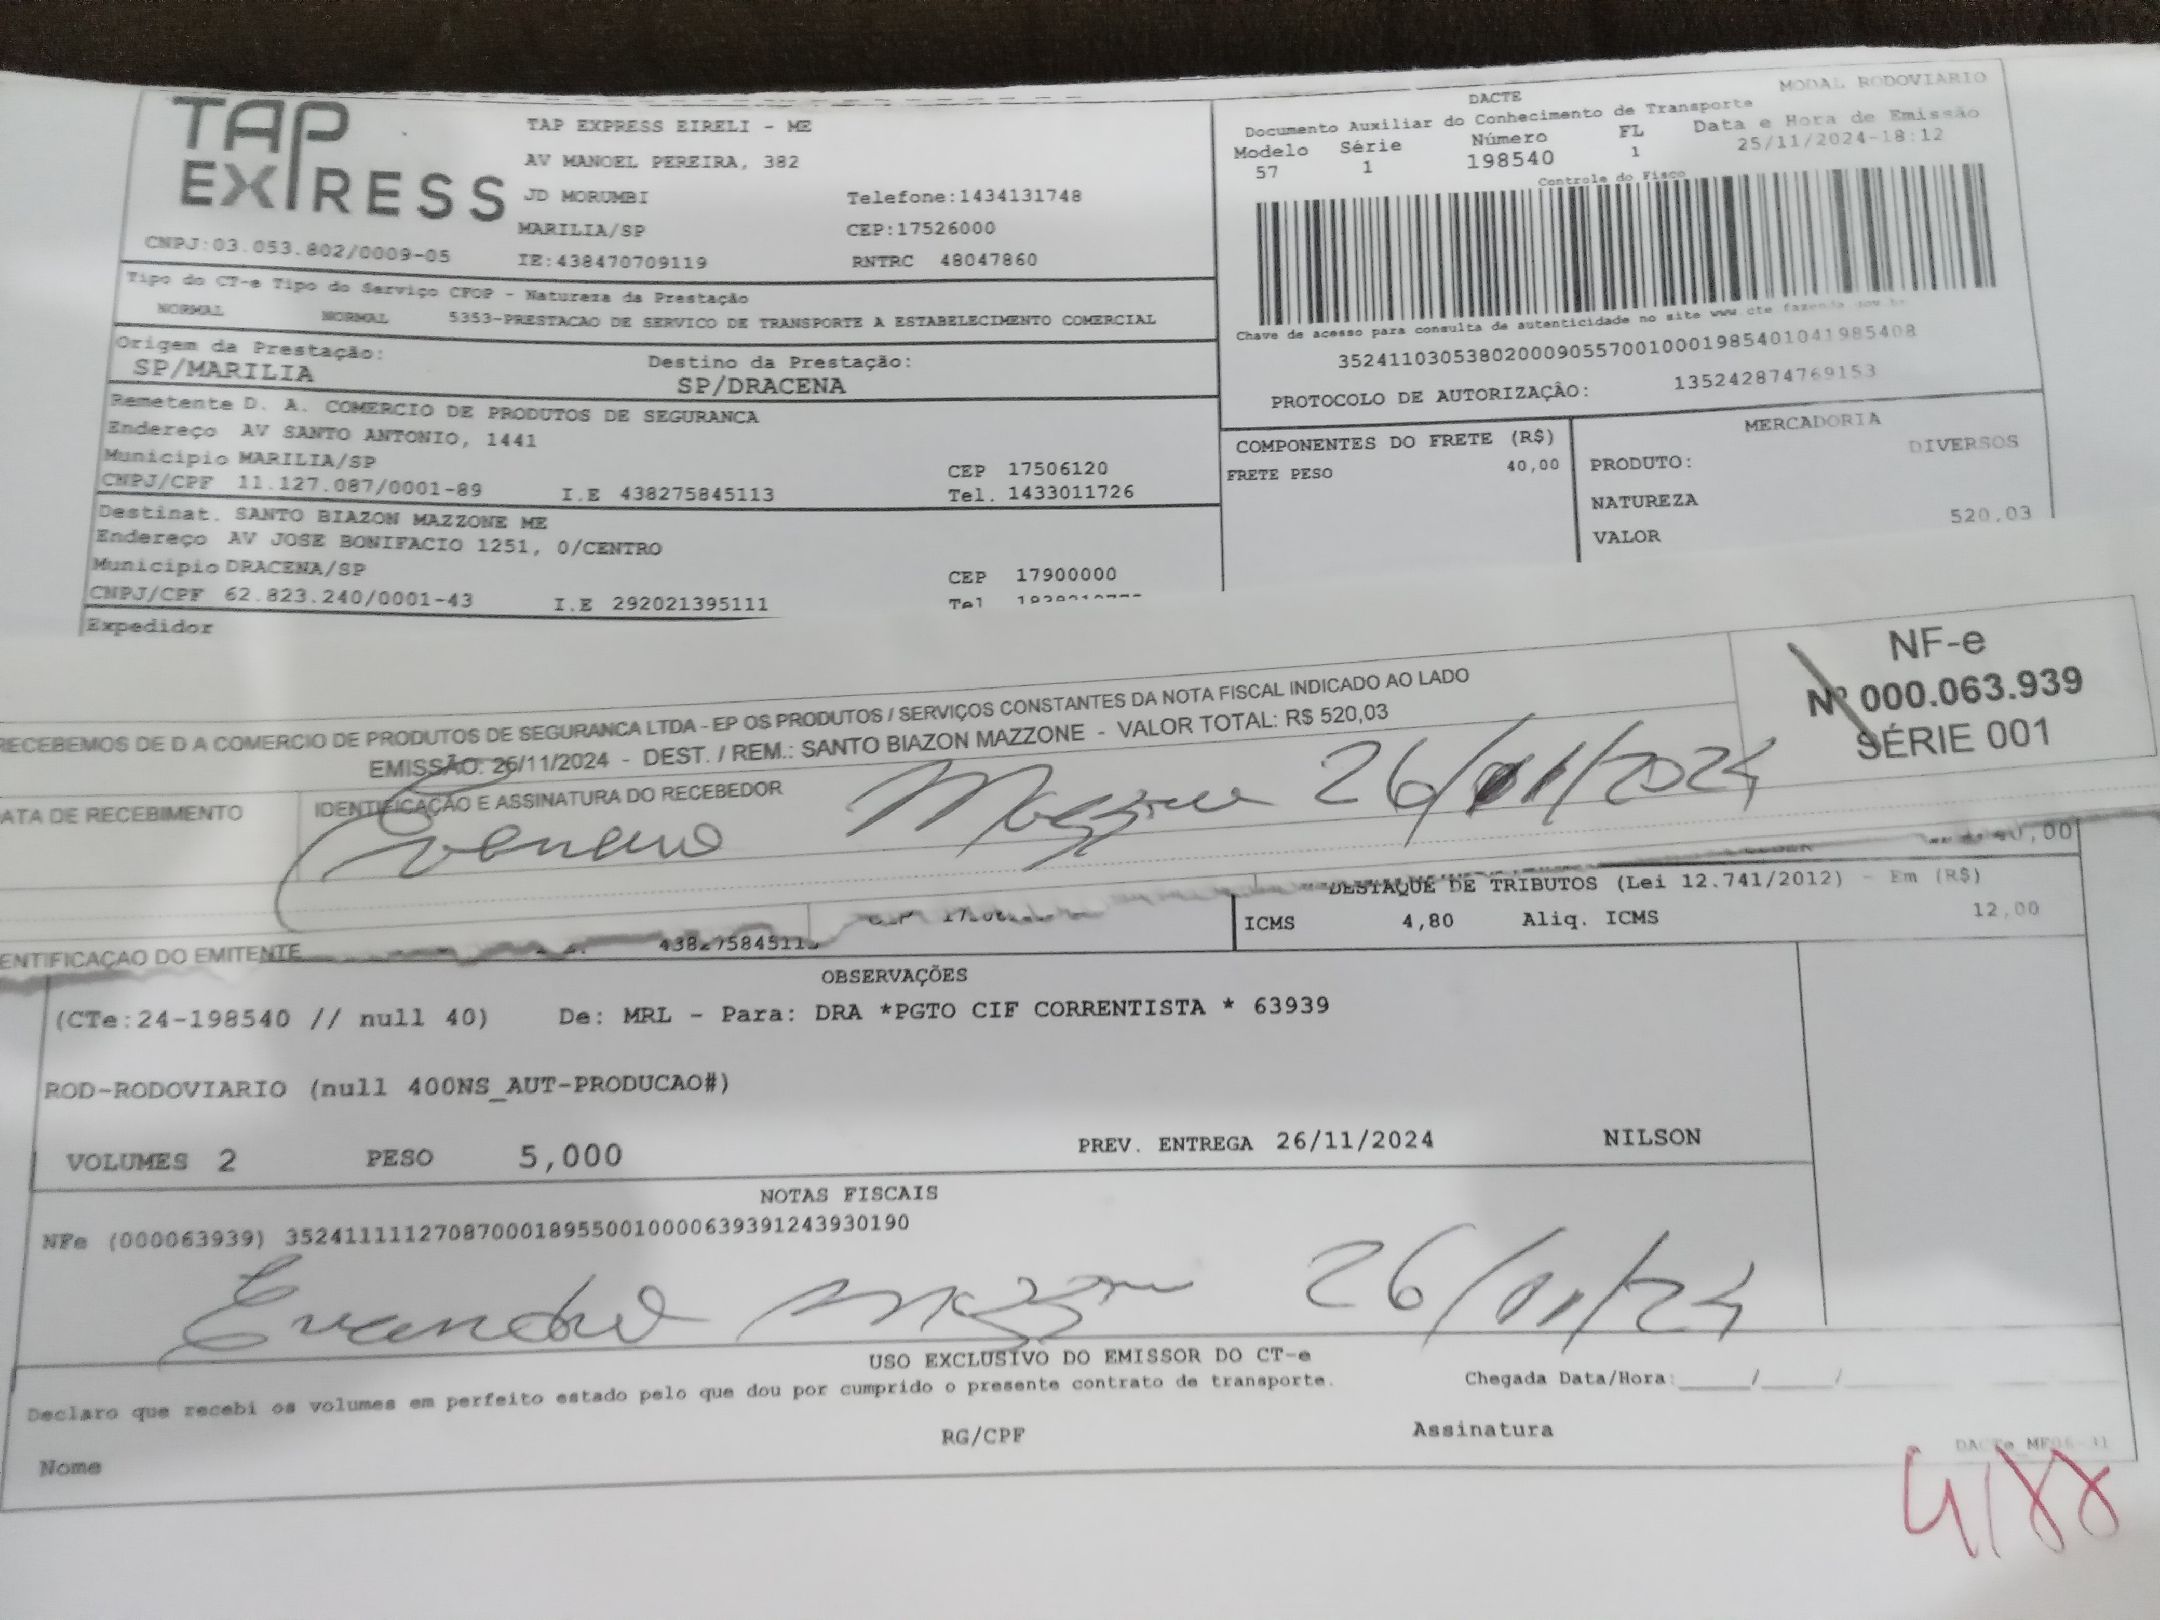 TAP EXPRESS
TAP EXPRESS EIRELI - ME
AV MANOEL PEREIRA, 382
JD MORUMBI Telefone:1434131748
MARILIA/SP CEP:17526000
CNPJ:03.053.802/0009-05 IE:438470709119 RNTRC 48047860
MODAL RODOVIARIO
DACTE
Documento Auxiliar do Conhecimento de Transporte
Modelo Série Número FL Data e Hora de Emissão
57 1 198540 1 25/11/2024-18:12
Controle do Fisco
Chave de acesso para consulta de autenticidade no site www.cte.fazenda.gov.br
35241103053802000905570010001985401041985408
PROTOCOLO DE AUTORIZAÇÂO: 135242874769153
Tipo do CT-e Tipo do Serviço CFOP - Natureza da Prestação
NORMAL NORMAL 5353-PRESTACAO DE SERVICO DE TRANSPORTE A ESTABELECIMENTO COMERCIAL
Origem da Prestação: Destino da Prestação:
SP/MARILIA SP/DRACENA
Remetente D. A. COMERCIO DE PRODUTOS DE SEGURANCA
Endereço AV SANTO ANTONIO, 1441
Municipio MARILIA/SP CEP 17506120
CNPJ/CPF 11.127.087/0001-89 I.E 438275845113 Tel. 1433011726
Destinat. SANTO BIAZON MAZZONE ME
Endereço AV JOSE BONIFACIO 1251, 0/CENTRO
Municipio DRACENA/SP CEP 17900000
CNPJ/CPF 62.823.240/0001-43 I.E 292021395111 Tel
Expedidor
COMPONENTES DO FRETE (R$)
FRETE PESO 40,00
MERCADORIA
PRODUTO: DIVERSOS
NATUREZA
VALOR 520,03
RECEBEMOS DE D A COMERCIO DE PRODUTOS DE SEGURANCA LTDA - EP OS PRODUTOS / SERVIÇOS CONSTANTES DA NOTA FISCAL INDICADO AO LADO
EMISSÃO: 26/11/2024 - DEST. / REM.: SANTO BIAZON MAZZONE - VALOR TOTAL: R$ 520,03
NF-e
Nº 000.063.939
SÉRIE 001
DATA DE RECEBIMENTO IDENTIFICAÇÃO E ASSINATURA DO RECEBEDOR
Mazzone 26/11/2024
DESTAQUE DE TRIBUTOS (Lei 12.741/2012) - Em (R$)
ICMS 4,80 Aliq. ICMS 12,00
IDENTIFICAÇÃO DO EMITENTE 438275845113
OBSERVAÇÕES
(CTe:24-198540 // null 40) De: MRL - Para: DRA *PGTO CIF CORRENTISTA * 63939
ROD-RODOVIARIO (null 400NS_AUT-PRODUCAO#)
VOLUMES 2 PESO 5,000 PREV. ENTREGA 26/11/2024 NILSON
NOTAS FISCAIS
NFe (000063939) 35241111127087000189550010000639391243930190
Evandro Mazzone 26/11/24
USO EXCLUSIVO DO EMISSOR DO CT-e
Declaro que recebi os volumes em perfeito estado pelo que dou por cumprido o presente contrato de transporte. Chegada Data/Hora:______/______/
Nome RG/CPF Assinatura